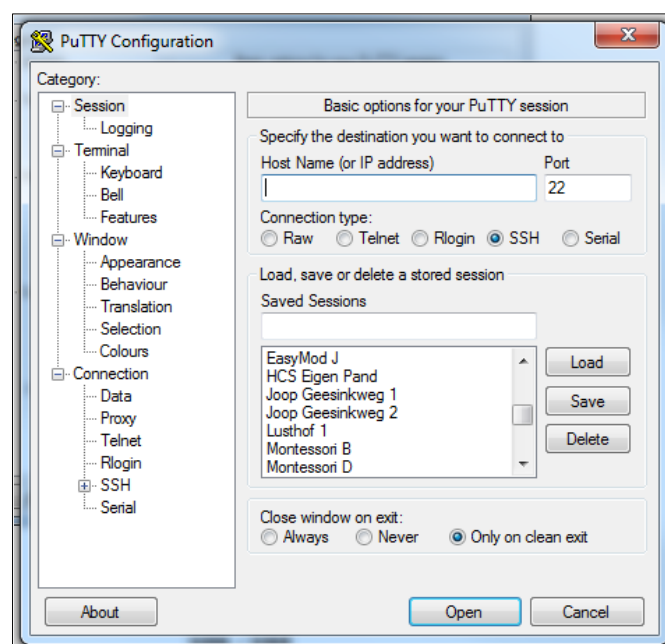 PuTTY Configuration
Category:
Session
Logging
Terminal
Keyboard
Bell
Features
Window
Appearance
Behaviour
Translation
Selection
Colours
Connection
Data
Proxy
Telnet
Rlogin
SSH
Serial
Basic options for your PuTTY session
Specify the destination you want to connect to
Host Name (or IP address) Port
22
Connection type:
Raw Telnet Rlogin SSH Serial
Load, save or delete a stored session
Saved Sessions
EasyMod J
HCS Eigen Pand
Joop Geesinkweg 1
Joop Geesinkweg 2
Lusthof 1
Montessori B
Montessori D
Load
Save
Delete
Close window on exit:
Always Never Only on clean exit
About Open Cancel